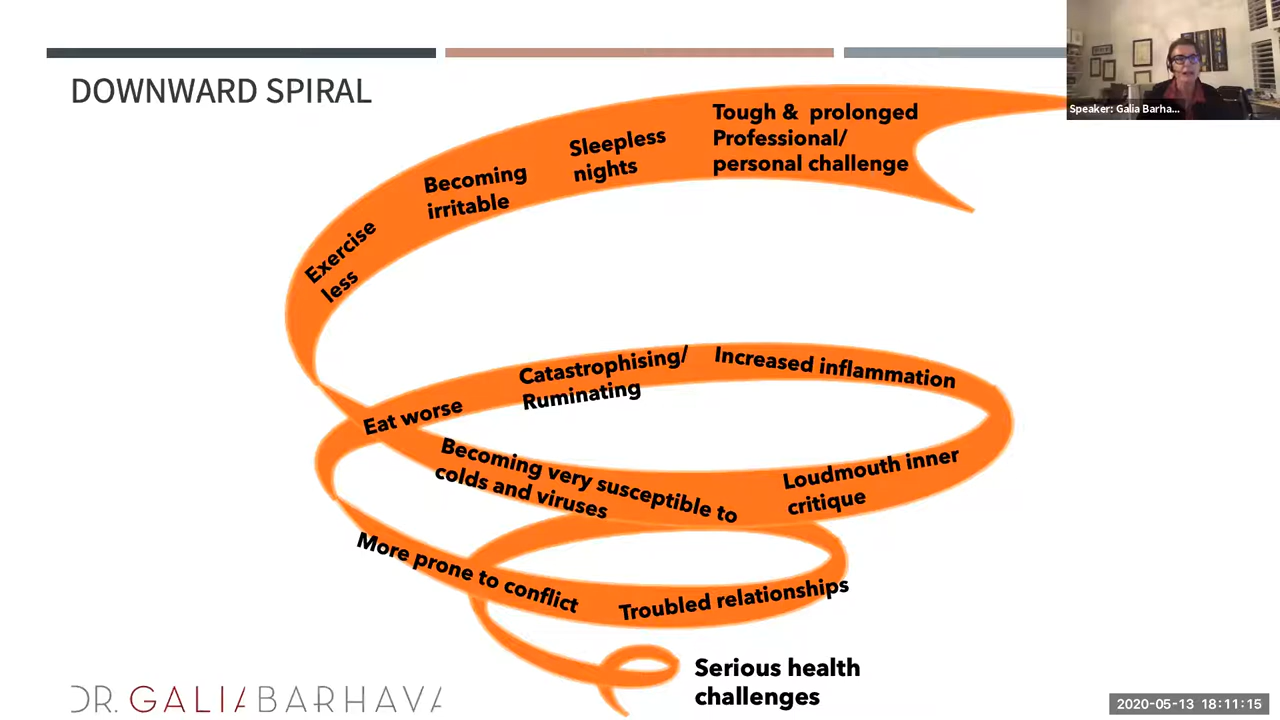 DOWNWARD SPIRAL
Speaker: Galia Barha...
Tough & prolonged
Professional/
personal challenge
Sleepless
nights
Becoming
irritable
Exercise
less
Becoming very susceptible to
colds and viruses
Loudmouth inner
critique
Increased inflammation
Catastrophising/
Ruminating
Eat worse
More prone to conflict
Troubled relationships
Serious health
challenges
DR. GALIA BARHAVA
2020-05-13 18:11:15